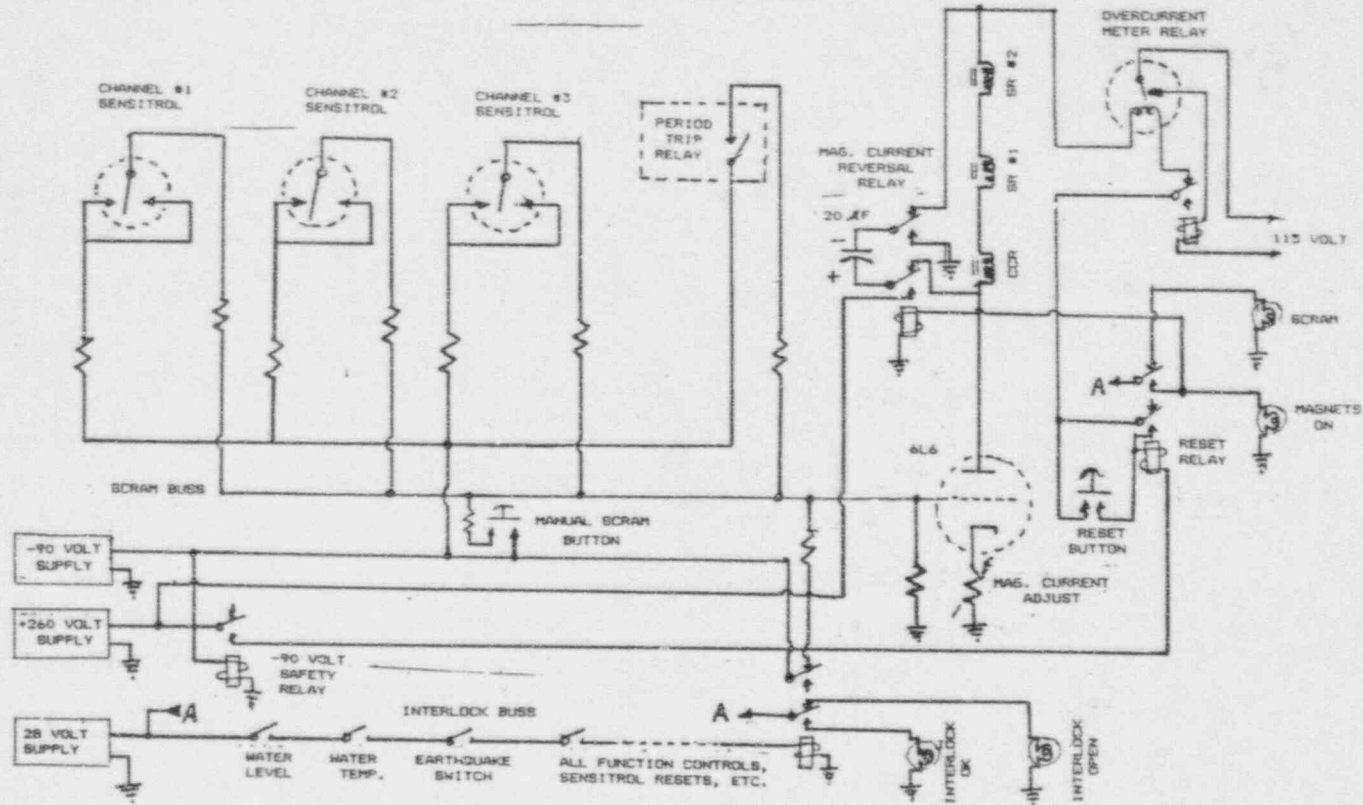 OVERCURRENT
METER RELAY
CHANNEL #1
SENSITROL
CHANNEL #2
SENSITROL
CHANNEL #3
SENSITROL
PERIOD
TRIP
RELAY
MAG. CURRENT
REVERSAL
RELAY
SR #2
SR #1
CCR
20 µF
-
+
115 VOLT
SCRAM
A
MAGNETS
ON
RESET
RELAY
6L6
SCRAM BUSS
MANUAL SCRAM
BUTTON
RESET
BUTTON
MAG. CURRENT
ADJUST
-90 VOLT
SUPPLY
+260 VOLT
SUPPLY
-90 VOLT
SAFETY
RELAY
28 VOLT
SUPPLY
A
INTERLOCK BUSS
A
WATER
LEVEL
WATER
TEMP.
EARTHQUAKE
SWITCH
ALL FUNCTION CONTROLS,
SENSITROL RESETS, ETC.
INTERLOCK
OK
INTERLOCK
OPEN